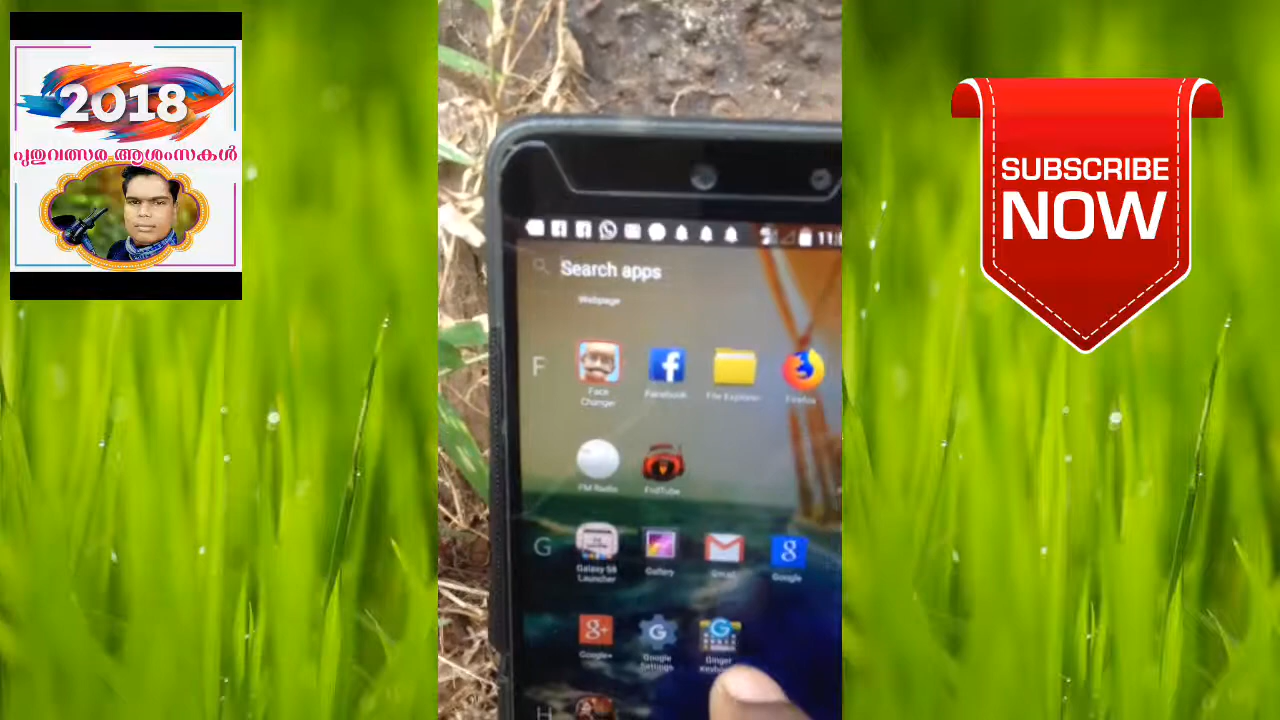 2018
പുതുവത്സര ആശംസകൾ
SUBSCRIBE
NOW
Search apps
Webpage
F
Face
Changer
Facebook
File Explorer
Firefox
FM Radio
FildTube
G
Galaxy S8
Launcher
Gallery
Gmail
Google
Google+
Google
Settings
Ginger
H